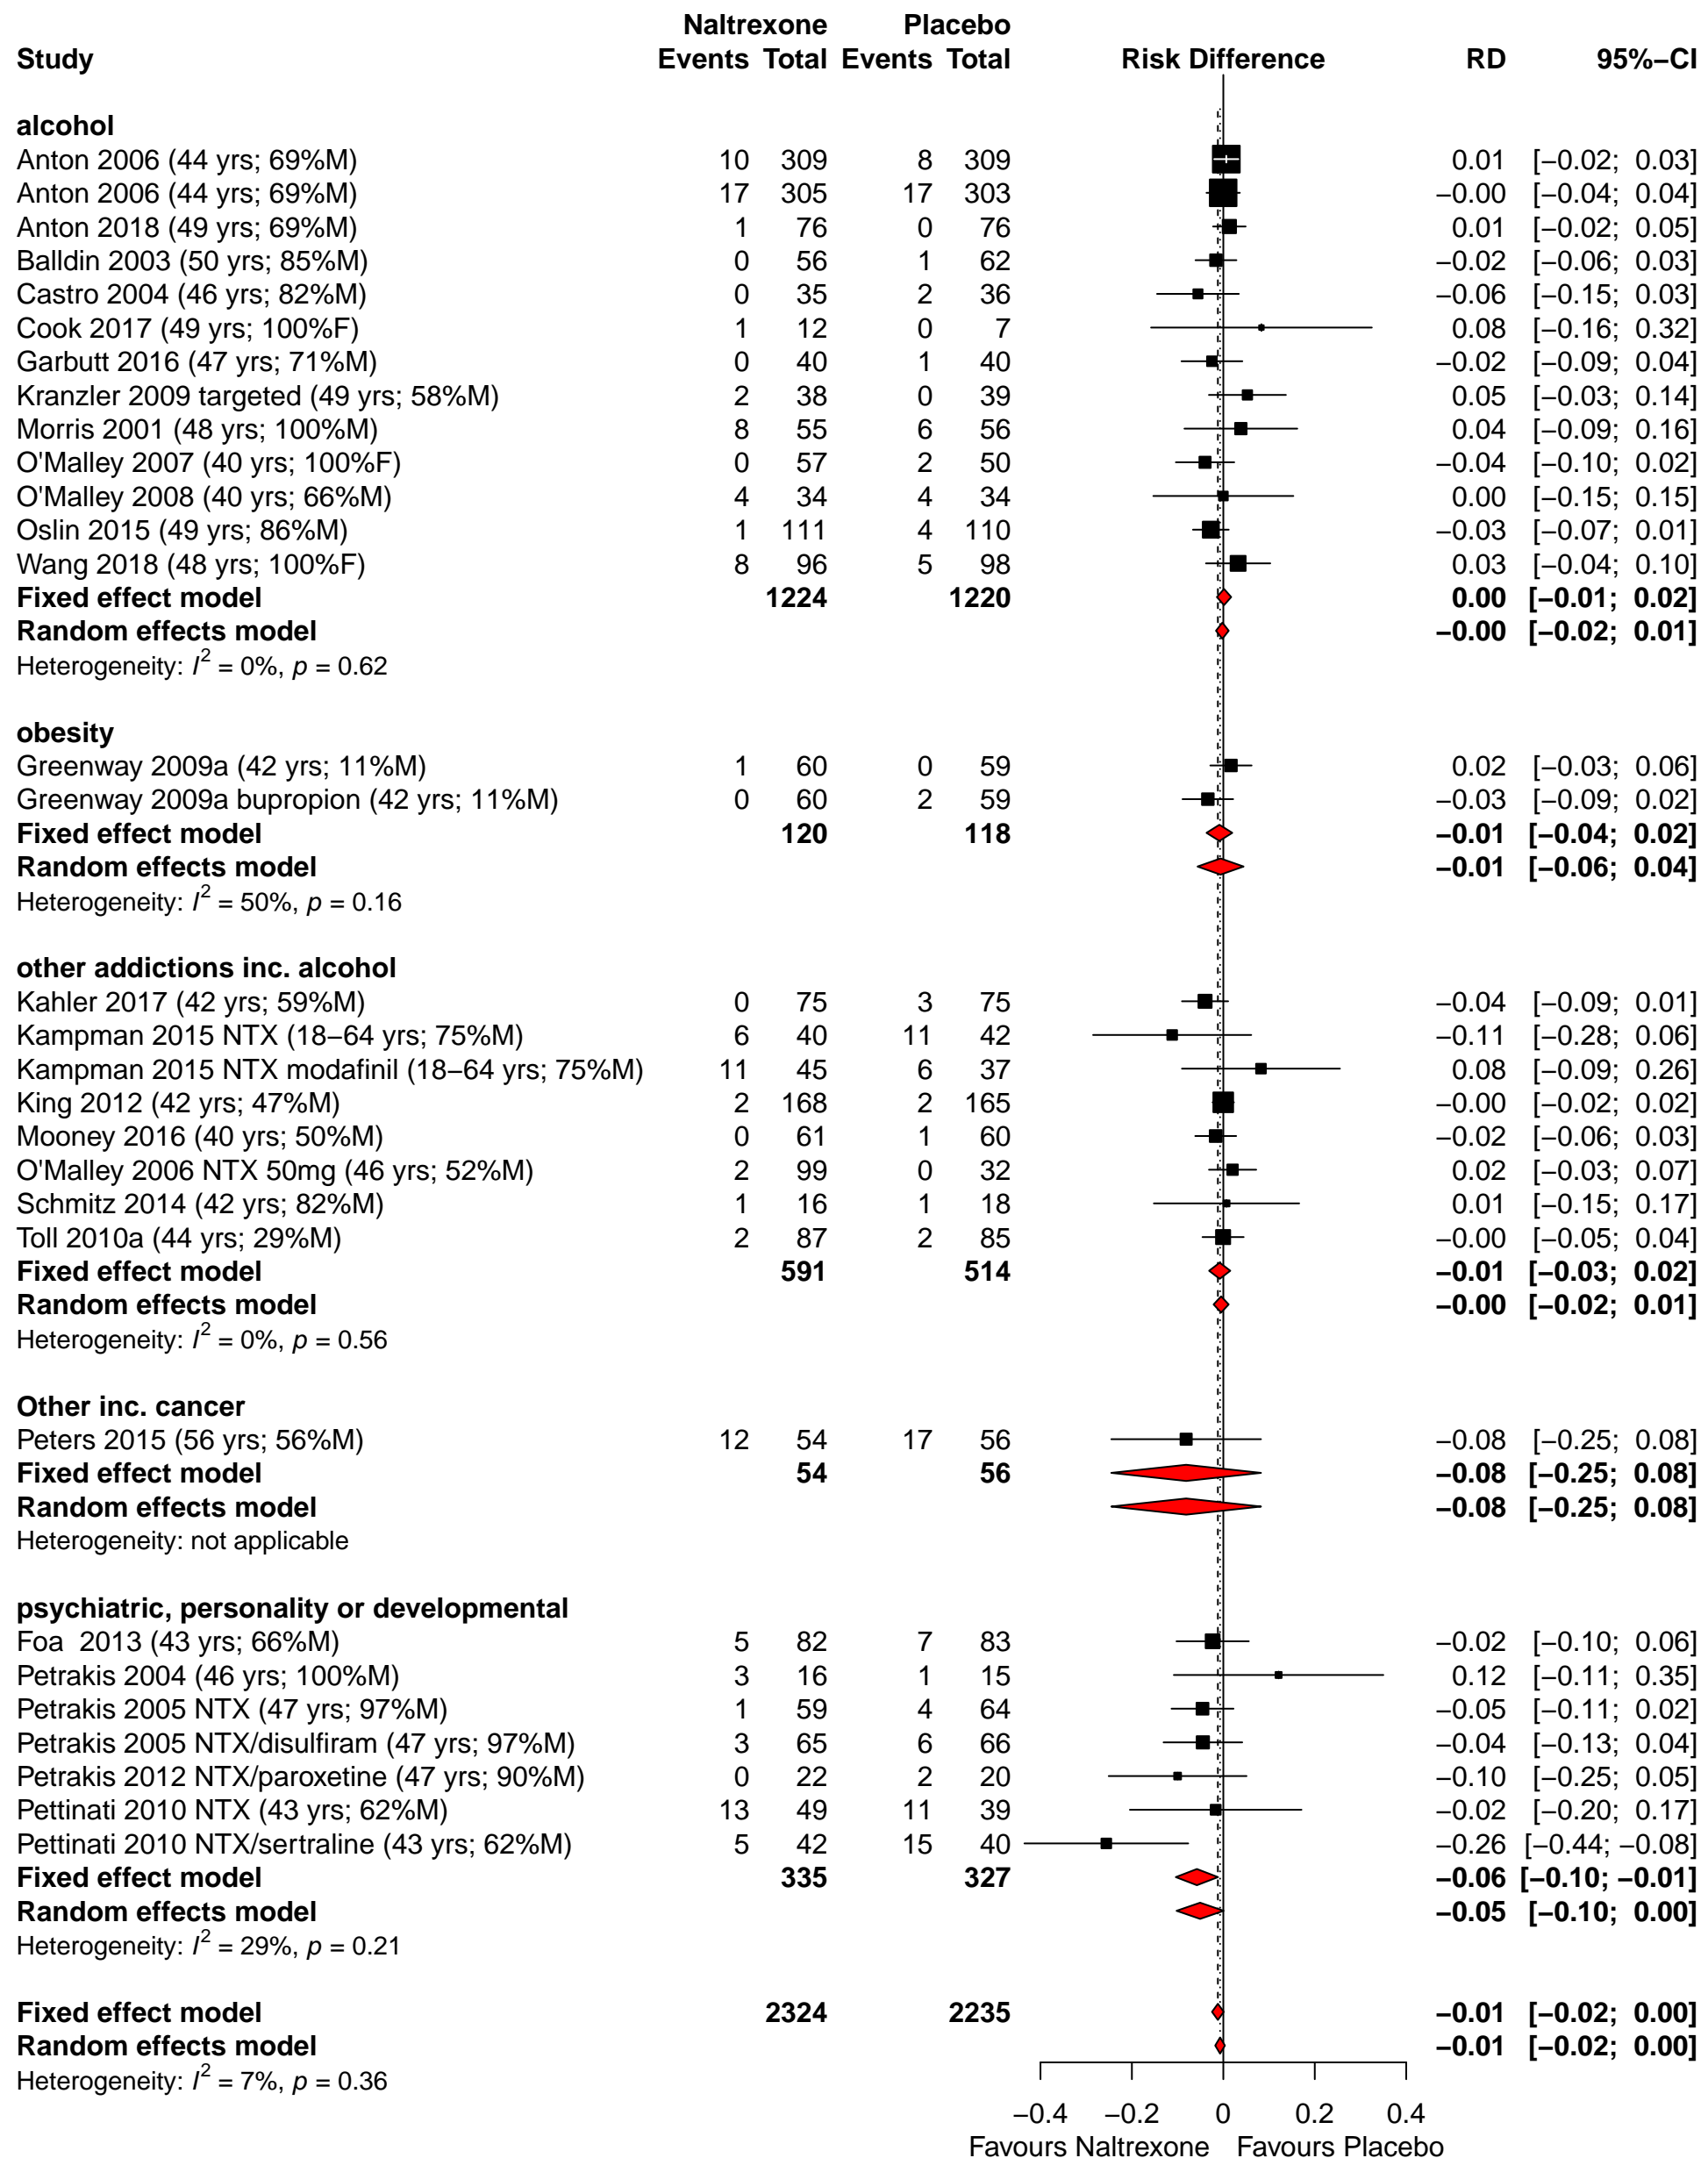 Naltrexone Placebo
Study Events Total Events Total Risk Difference RD 95%−CI
alcohol
Anton 2006 (44 yrs; 69%M) 10 309 8 309 0.01 [−0.02; 0.03]
Anton 2006 (44 yrs; 69%M) 17 305 17 303 −0.00 [−0.04; 0.04]
Anton 2018 (49 yrs; 69%M) 1 76 0 76 0.01 [−0.02; 0.05]
Balldin 2003 (50 yrs; 85%M) 0 56 1 62 −0.02 [−0.06; 0.03]
Castro 2004 (46 yrs; 82%M) 0 35 2 36 −0.06 [−0.15; 0.03]
Cook 2017 (49 yrs; 100%F) 1 12 0 7 0.08 [−0.16; 0.32]
Garbutt 2016 (47 yrs; 71%M) 0 40 1 40 −0.02 [−0.09; 0.04]
Kranzler 2009 targeted (49 yrs; 58%M) 2 38 0 39 0.05 [−0.03; 0.14]
Morris 2001 (48 yrs; 100%M) 8 55 6 56 0.04 [−0.09; 0.16]
O'Malley 2007 (40 yrs; 100%F) 0 57 2 50 −0.04 [−0.10; 0.02]
O'Malley 2008 (40 yrs; 66%M) 4 34 4 34 0.00 [−0.15; 0.15]
Oslin 2015 (49 yrs; 86%M) 1 111 4 110 −0.03 [−0.07; 0.01]
Wang 2018 (48 yrs; 100%F) 8 96 5 98 0.03 [−0.04; 0.10]
Fixed effect model 1224 1220 0.00 [−0.01; 0.02]
Random effects model −0.00 [−0.02; 0.01]
Heterogeneity: I² = 0%, p = 0.62
obesity
Greenway 2009a (42 yrs; 11%M) 1 60 0 59 0.02 [−0.03; 0.06]
Greenway 2009a bupropion (42 yrs; 11%M) 0 60 2 59 −0.03 [−0.09; 0.02]
Fixed effect model 120 118 −0.01 [−0.04; 0.02]
Random effects model −0.01 [−0.06; 0.04]
Heterogeneity: I² = 50%, p = 0.16
other addictions inc. alcohol
Kahler 2017 (42 yrs; 59%M) 0 75 3 75 −0.04 [−0.09; 0.01]
Kampman 2015 NTX (18−64 yrs; 75%M) 6 40 11 42 −0.11 [−0.28; 0.06]
Kampman 2015 NTX modafinil (18−64 yrs; 75%M) 11 45 6 37 0.08 [−0.09; 0.26]
King 2012 (42 yrs; 47%M) 2 168 2 165 −0.00 [−0.02; 0.02]
Mooney 2016 (40 yrs; 50%M) 0 61 1 60 −0.02 [−0.06; 0.03]
O'Malley 2006 NTX 50mg (46 yrs; 52%M) 2 99 0 32 0.02 [−0.03; 0.07]
Schmitz 2014 (42 yrs; 82%M) 1 16 1 18 0.01 [−0.15; 0.17]
Toll 2010a (44 yrs; 29%M) 2 87 2 85 −0.00 [−0.05; 0.04]
Fixed effect model 591 514 −0.01 [−0.03; 0.02]
Random effects model −0.00 [−0.02; 0.01]
Heterogeneity: I² = 0%, p = 0.56
Other inc. cancer
Peters 2015 (56 yrs; 56%M) 12 54 17 56 −0.08 [−0.25; 0.08]
Fixed effect model 54 56 −0.08 [−0.25; 0.08]
Random effects model −0.08 [−0.25; 0.08]
Heterogeneity: not applicable
psychiatric, personality or developmental
Foa 2013 (43 yrs; 66%M) 5 82 7 83 −0.02 [−0.10; 0.06]
Petrakis 2004 (46 yrs; 100%M) 3 16 1 15 0.12 [−0.11; 0.35]
Petrakis 2005 NTX (47 yrs; 97%M) 1 59 4 64 −0.05 [−0.11; 0.02]
Petrakis 2005 NTX/disulfiram (47 yrs; 97%M) 3 65 6 66 −0.04 [−0.13; 0.04]
Petrakis 2012 NTX/paroxetine (47 yrs; 90%M) 0 22 2 20 −0.10 [−0.25; 0.05]
Pettinati 2010 NTX (43 yrs; 62%M) 13 49 11 39 −0.02 [−0.20; 0.17]
Pettinati 2010 NTX/sertraline (43 yrs; 62%M) 5 42 15 40 −0.26 [−0.44; −0.08]
Fixed effect model 335 327 −0.06 [−0.10; −0.01]
Random effects model −0.05 [−0.10; 0.00]
Heterogeneity: I² = 29%, p = 0.21
Fixed effect model 2324 2235 −0.01 [−0.02; 0.00]
Random effects model −0.01 [−0.02; 0.00]
Heterogeneity: I² = 7%, p = 0.36
−0.4 −0.2 0 0.2 0.4
Favours Naltrexone Favours Placebo